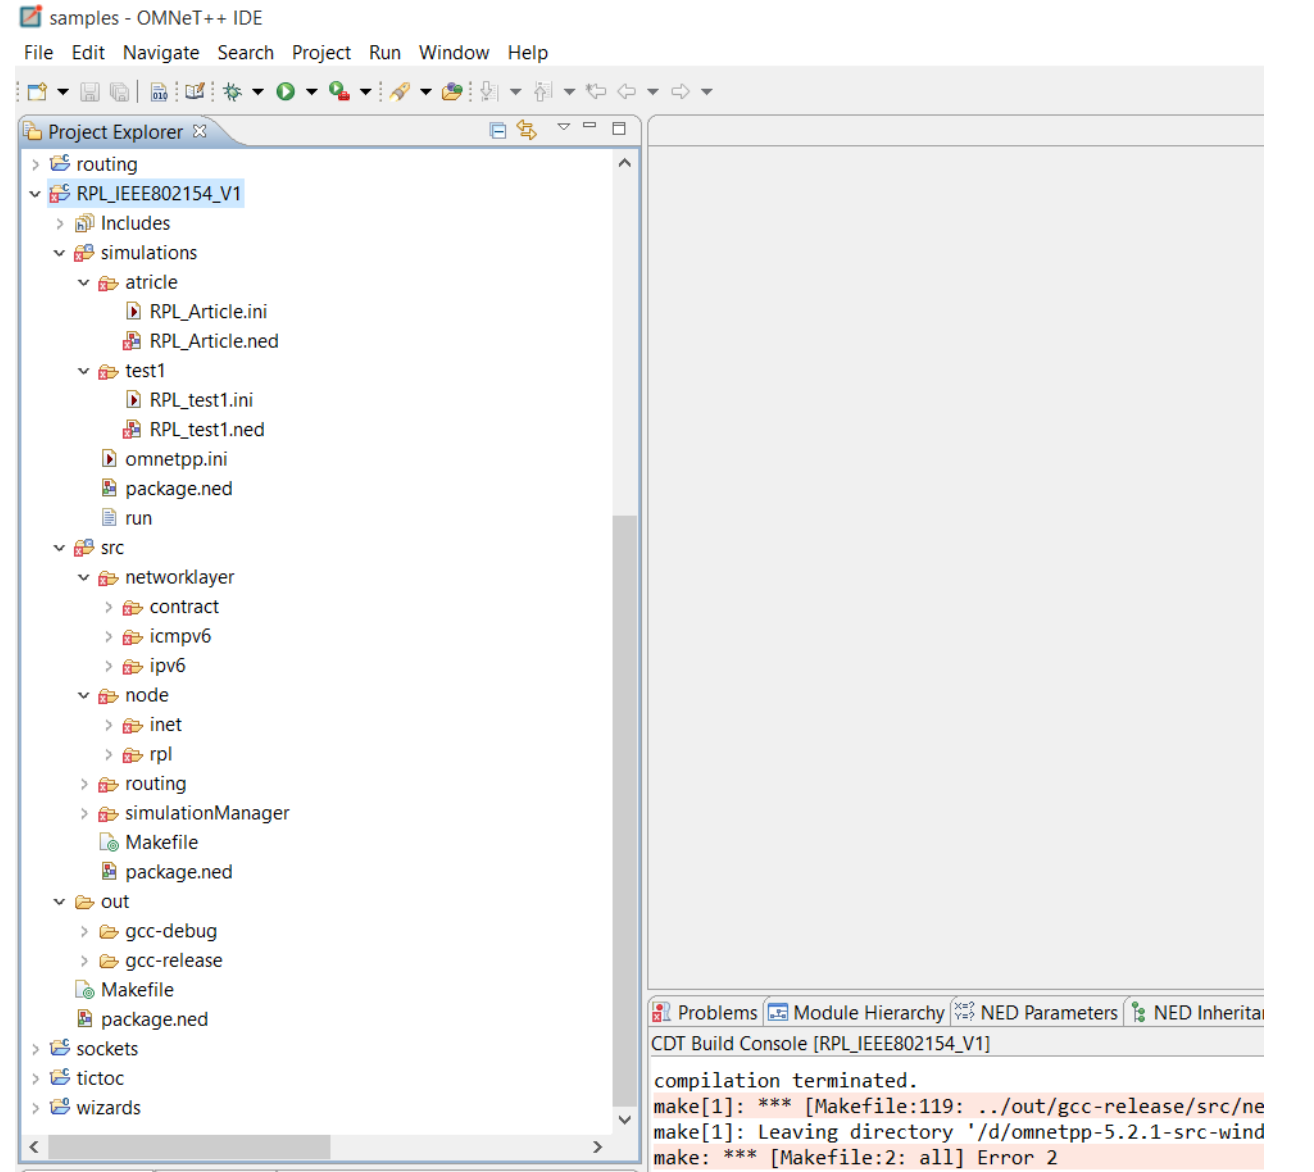 samples - OMNeT++ IDE
File Edit Navigate Search Project Run Window Help
010
Project Explorer
routing
RPL_IEEE802154_V1
Includes
simulations
atricle
RPL_Article.ini
RPL_Article.ned
test1
RPL_test1.ini
RPL_test1.ned
omnetpp.ini
package.ned
run
src
networklayer
contract
icmpv6
ipv6
node
inet
rpl
routing
simulationManager
Makefile
package.ned
out
gcc-debug
gcc-release
Makefile
package.ned
sockets
tictoc
wizards
Problems Module Hierarchy NED Parameters NED Inherita
CDT Build Console [RPL_IEEE802154_V1]
compilation terminated.
make[1]: *** [Makefile:119: ../out/gcc-release/src/ne
make[1]: Leaving directory '/d/omnetpp-5.2.1-src-wind
make: *** [Makefile:2: all] Error 2